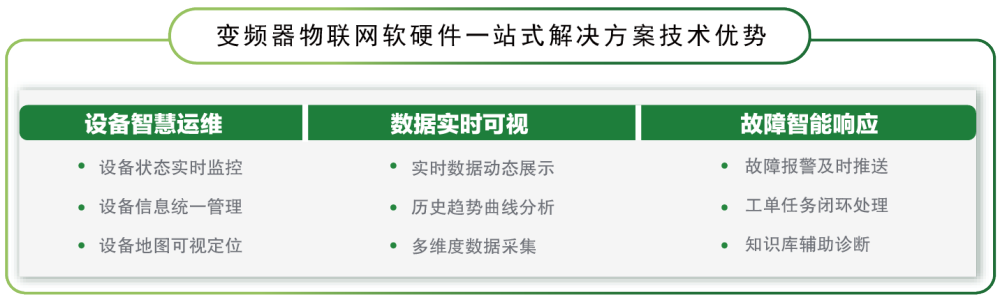 变频器物联网软硬件一站式解决方案技术优势
设备智慧运维
设备状态实时监控
设备信息统一管理
设备地图可视定位
数据实时可视
实时数据动态展示
历史趋势曲线分析
多维度数据采集
故障智能响应
故障报警及时推送
工单任务闭环处理
知识库辅助诊断